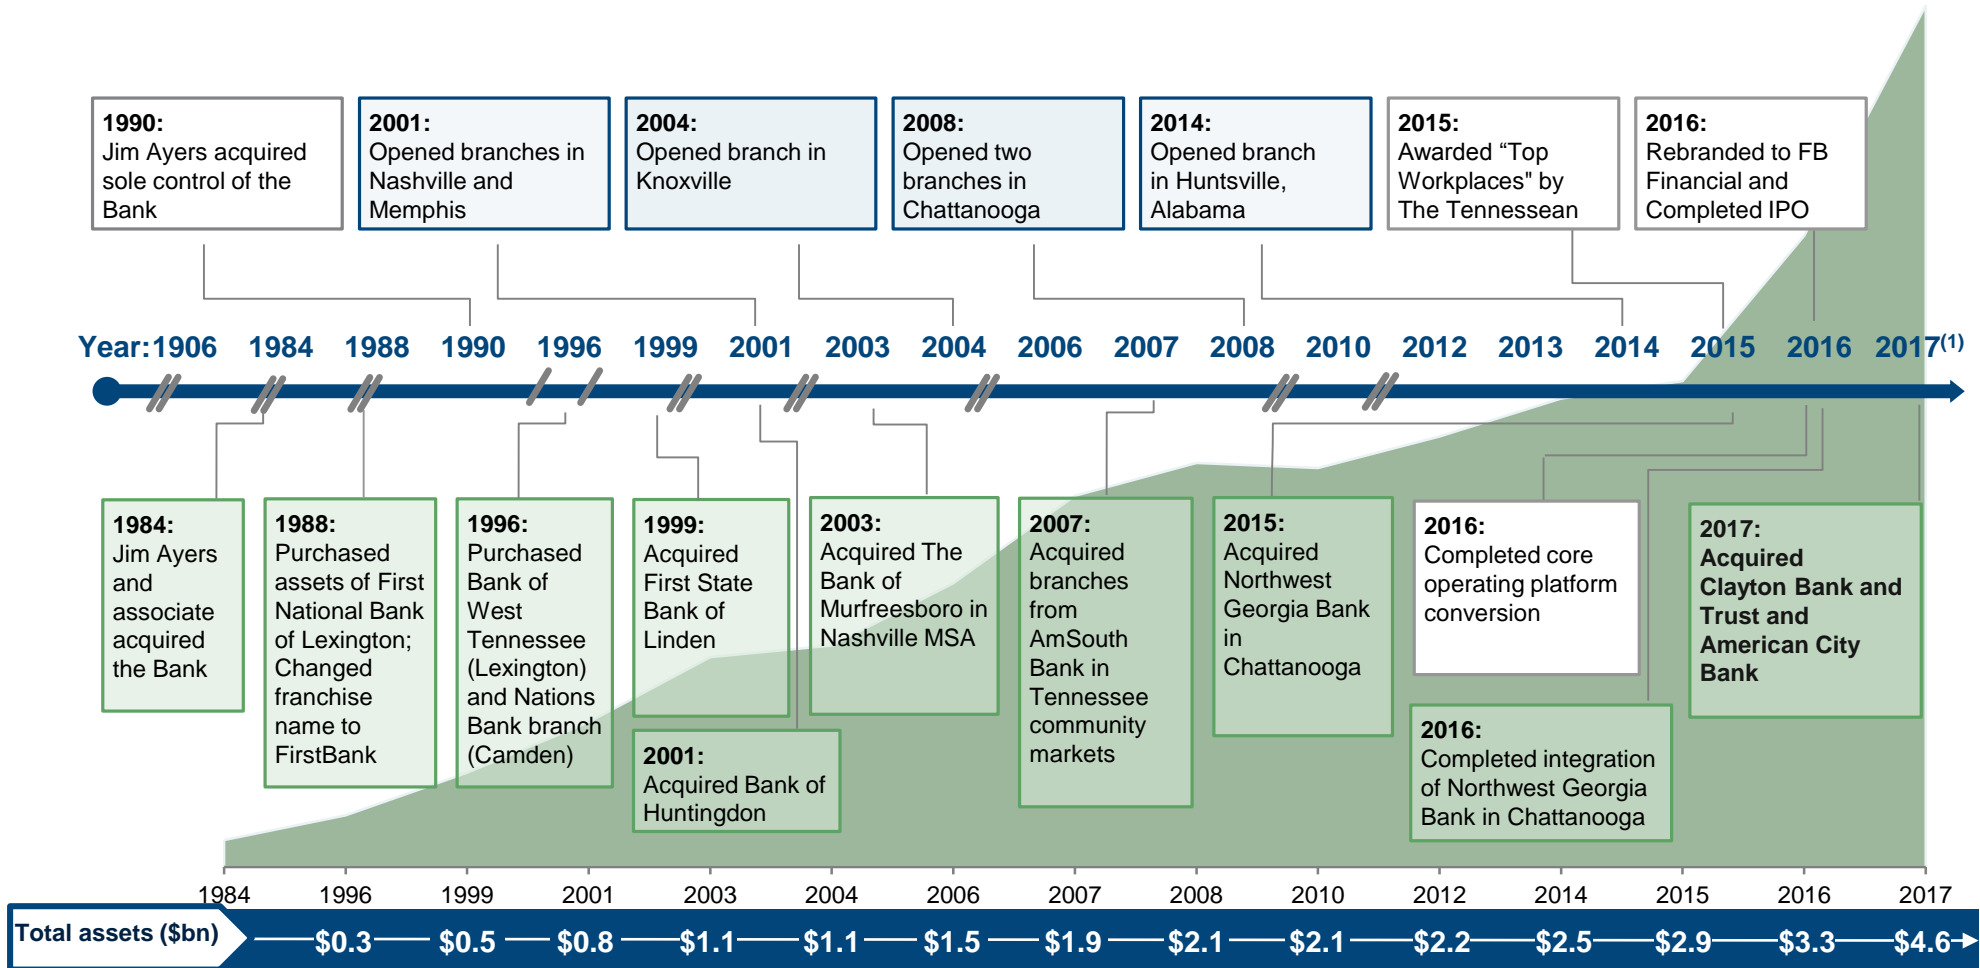 1990:
Jim Ayers acquired
sole control of the
Bank
2001:
Opened branches in
Nashville and
Memphis
2004:
Opened branch in
Knoxville
2008:
Opened two
branches in
Chattanooga
2014:
Opened branch
in Huntsville,
Alabama
2015:
Awarded “Top
Workplaces" by
The Tennessean
2016:
Rebranded to FB
Financial and
Completed IPO
Year: 1906 1984 1988 1990 1996 1999 2001 2003 2004 2006 2007 2008 2010 2012 2013 2014 2015 2016 2017(1)
1984:
Jim Ayers
and
associate
acquired
the Bank
1988:
Purchased
assets of First
National Bank
of Lexington;
Changed
franchise
name to
FirstBank
1996:
Purchased
Bank of
West
Tennessee
(Lexington)
and Nations
Bank branch
(Camden)
1999:
Acquired
First State
Bank of
Linden
2001:
Acquired Bank of
Huntingdon
2003:
Acquired The
Bank of
Murfreesboro in
Nashville MSA
2007:
Acquired
branches
from
AmSouth
Bank in
Tennessee
community
markets
2015:
Acquired
Northwest
Georgia Bank
in
Chattanooga
2016:
Completed core
operating platform
conversion
2016:
Completed integration
of Northwest Georgia
Bank in Chattanooga
2017:
Acquired
Clayton Bank and
Trust and
American City
Bank
1984 1996 1999 2001 2003 2004 2006 2007 2008 2010 2012 2014 2015 2016 2017
Total assets ($bn) $0.3 $0.5 $0.8 $1.1 $1.1 $1.5 $1.9 $2.1 $2.1 $2.2 $2.5 $2.9 $3.3 $4.6